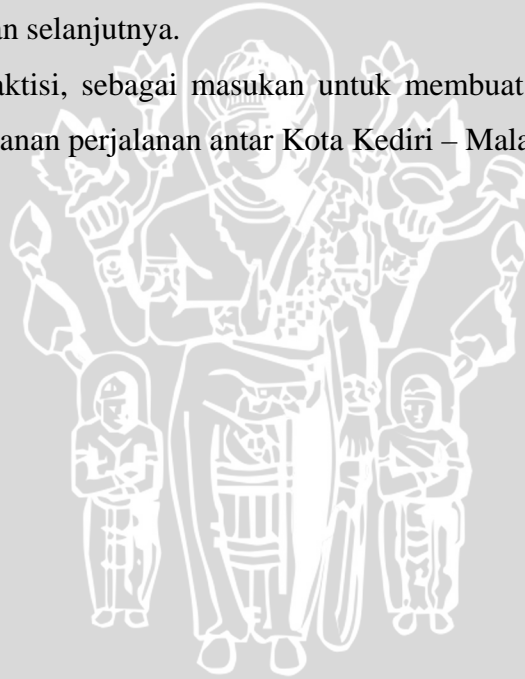 an selanjutnya.
aktisi, sebagai masukan untuk membuat
anan perjalanan antar Kota Kediri – Mala